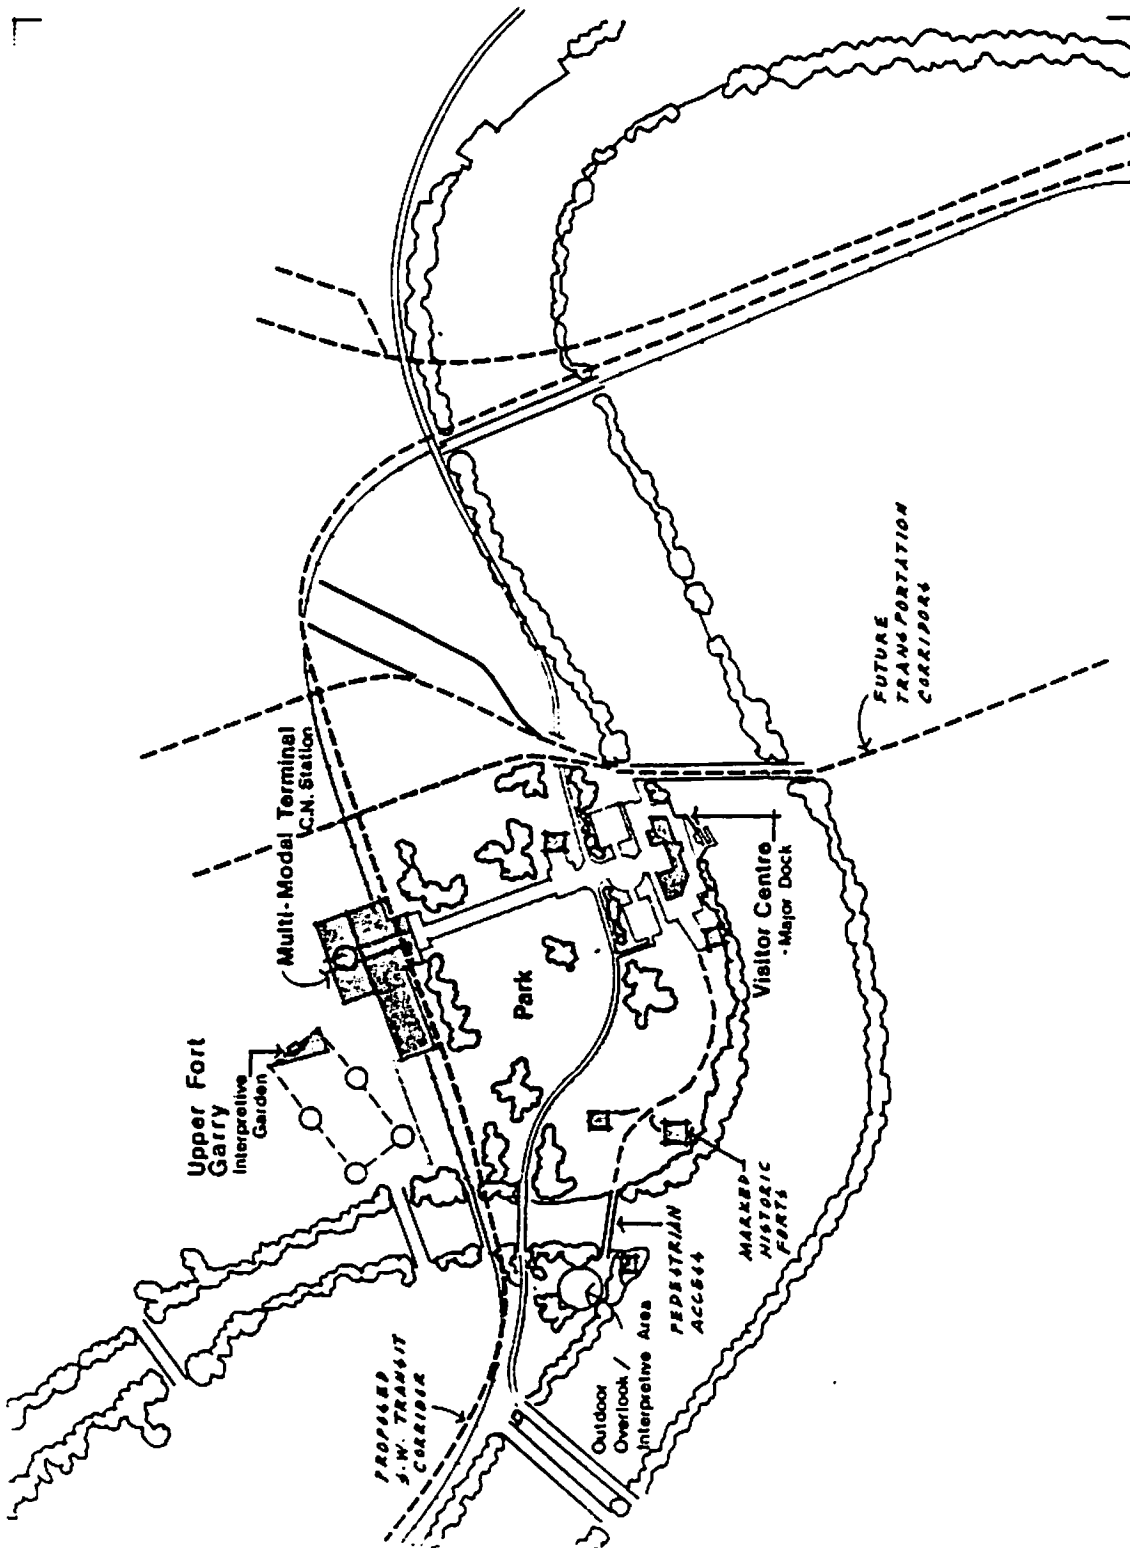 Upper Fort
Garry
Interpretive
Garden
Multi-Modal Terminal
C.N. Station
Park
PROPOSED
S.W. TRANSIT
CORRIDOR
Outdoor
Overlook /
Interpretive Area
PEDESTRIAN
ACCESS
MARKED
HISTORIC
FORTS
Visitor Centre
- Major Dock
FUTURE
TRANSPORTATION
CORRIDORS